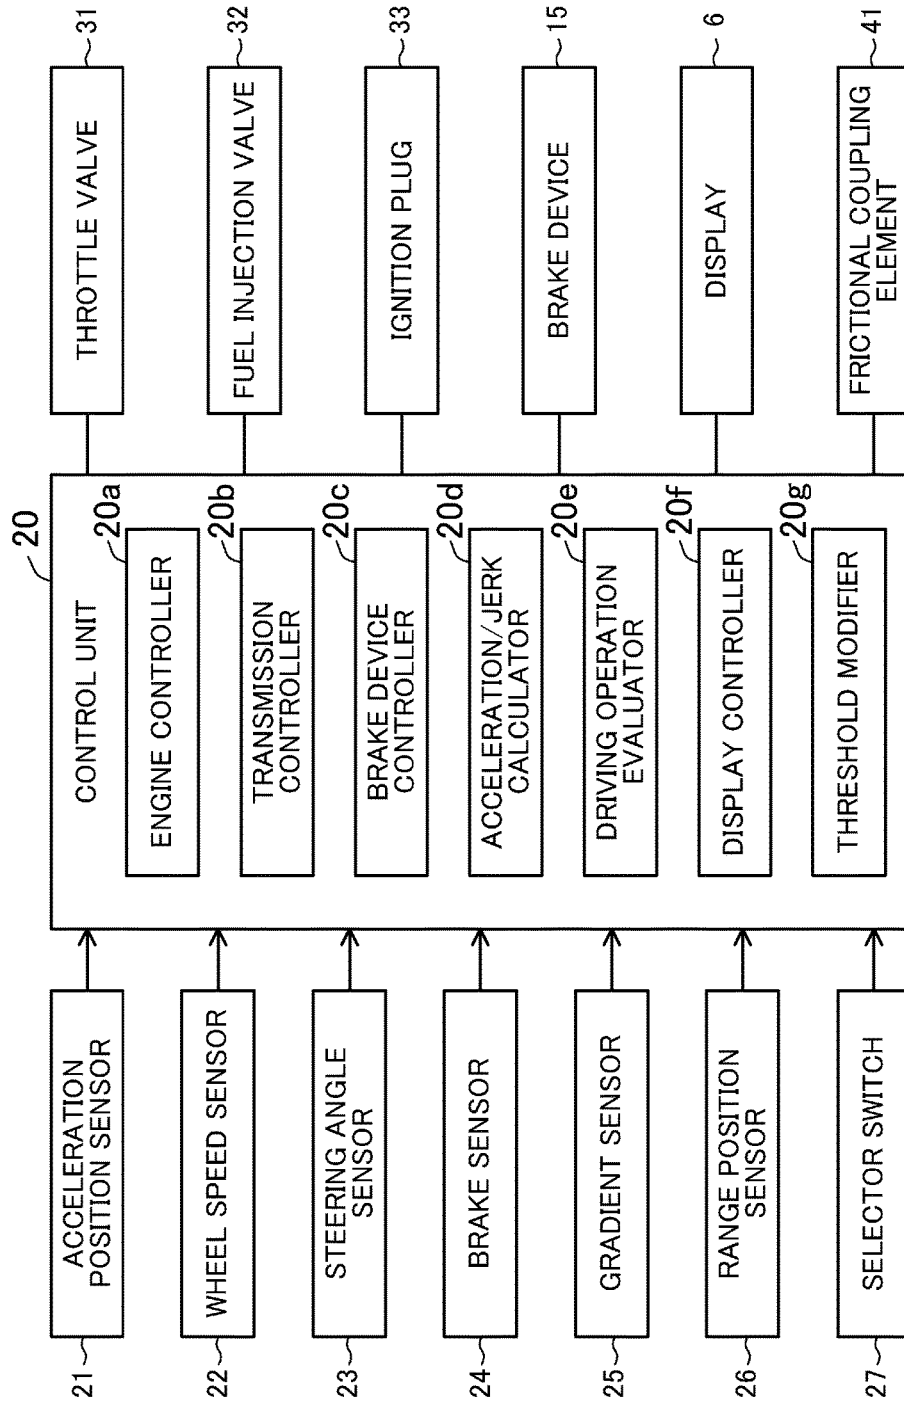 21
ACCELERATION
POSITION SENSOR
22
WHEEL SPEED SENSOR
23
STEERING ANGLE
SENSOR
24
BRAKE SENSOR
25
GRADIENT SENSOR
26
RANGE POSITION
SENSOR
27
SELECTOR SWITCH
20
CONTROL UNIT
20a
ENGINE CONTROLLER
20b
TRANSMISSION
CONTROLLER
20c
BRAKE DEVICE
CONTROLLER
20d
ACCELERATION/JERK
CALCULATOR
20e
DRIVING OPERATION
EVALUATOR
20f
DISPLAY CONTROLLER
20g
THRESHOLD MODIFIER
THROTTLE VALVE
31
FUEL INJECTION VALVE
32
IGNITION PLUG
33
BRAKE DEVICE
15
DISPLAY
6
FRICTIONAL COUPLING
ELEMENT
41